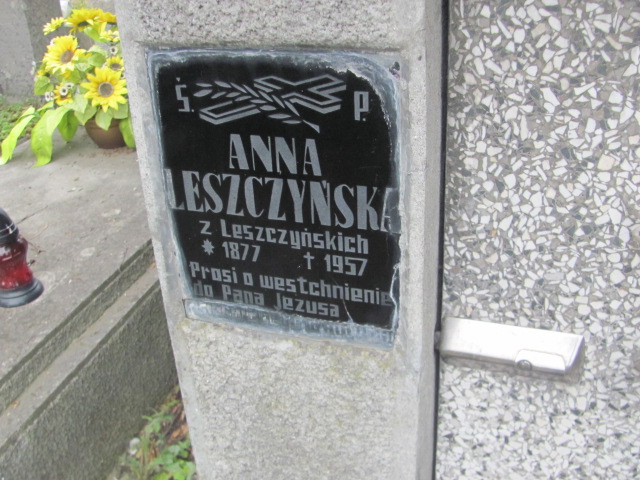 Ś. P.
ANNA
LESZCZYŃSKA
z Leszczyńskich
* 1877 † 1957
Prosi o westchnienie
do Pana Jezusa